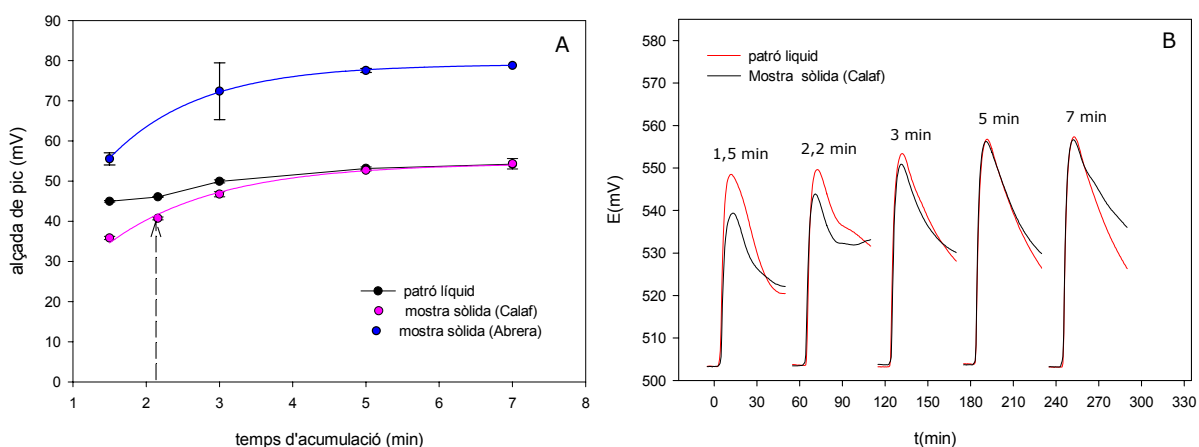 A
alçada de pic (mV)
90
80
70
60
50
40
30
20
10
0
patró líquid
mostra sòlida (Calaf)
mostra sòlida (Abrera)
1 2 3 4 5 6 7 8
temps d'acumulació (min)
B
patró liquid
Mostra sòlida (Calaf)
E(mV)
580
570
560
550
540
530
520
510
500
1,5 min
2,2 min
3 min
5 min
7 min
0 30 60 90 120 150 180 210 240 270 300 330
t(min)